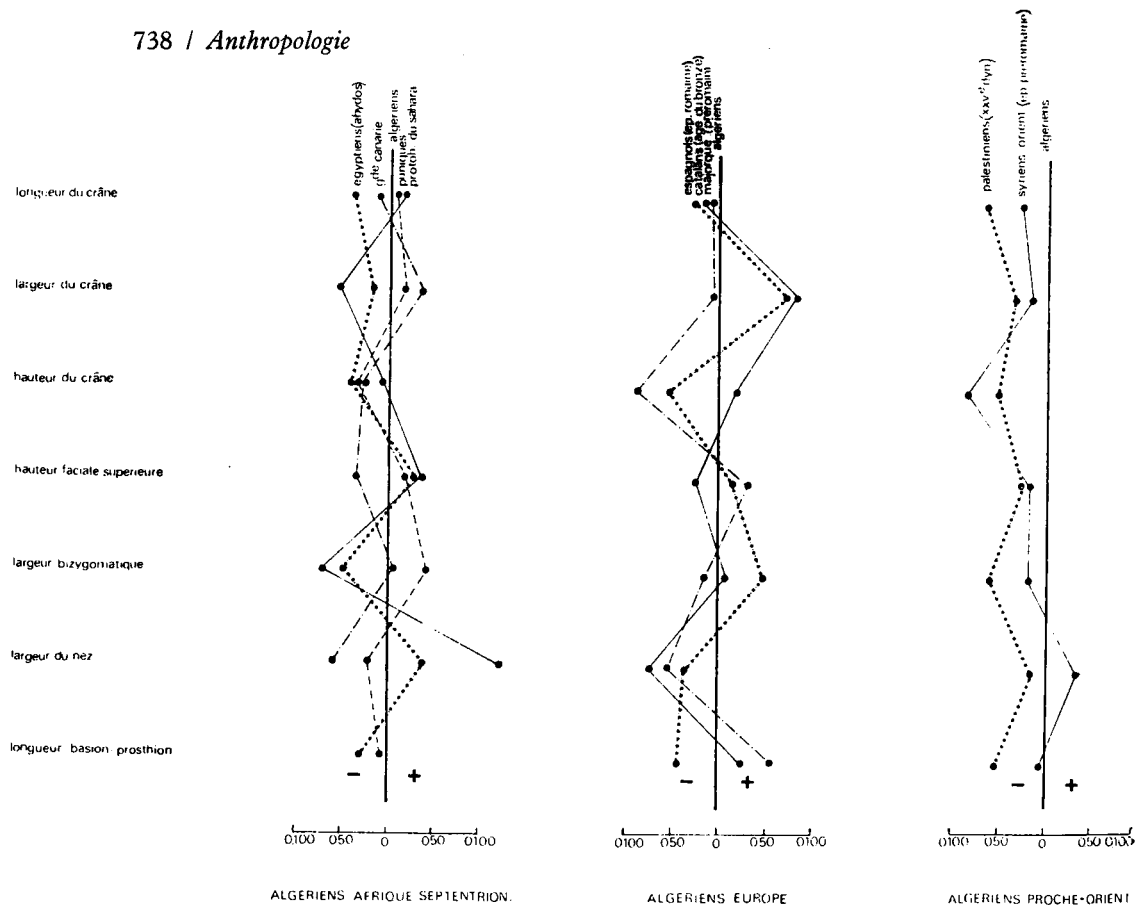 738 / Anthropologie
egyptiens (abydos)
gde canarie
algeriens
puniques
protoh. du sahara
espagnols (ep. romaine)
catalans (age du bronze)
majorque (preromain)
algeriens
palestiniens (xxve dyn)
syriens orient (ep preromaine)
algeriens
longueur du crâne
largeur du crâne
hauteur du crâne
hauteur faciale superieure
largeur bizygomatique
largeur du nez
longueur basion prosthion
− +
− +
− +
0100 050 0 050 0100
0100 050 0 050 0100
0100 050 0 050 0100
ALGERIENS AFRIQUE SEPTENTRION.
ALGERIENS EUROPE
ALGERIENS PROCHE-ORIENT